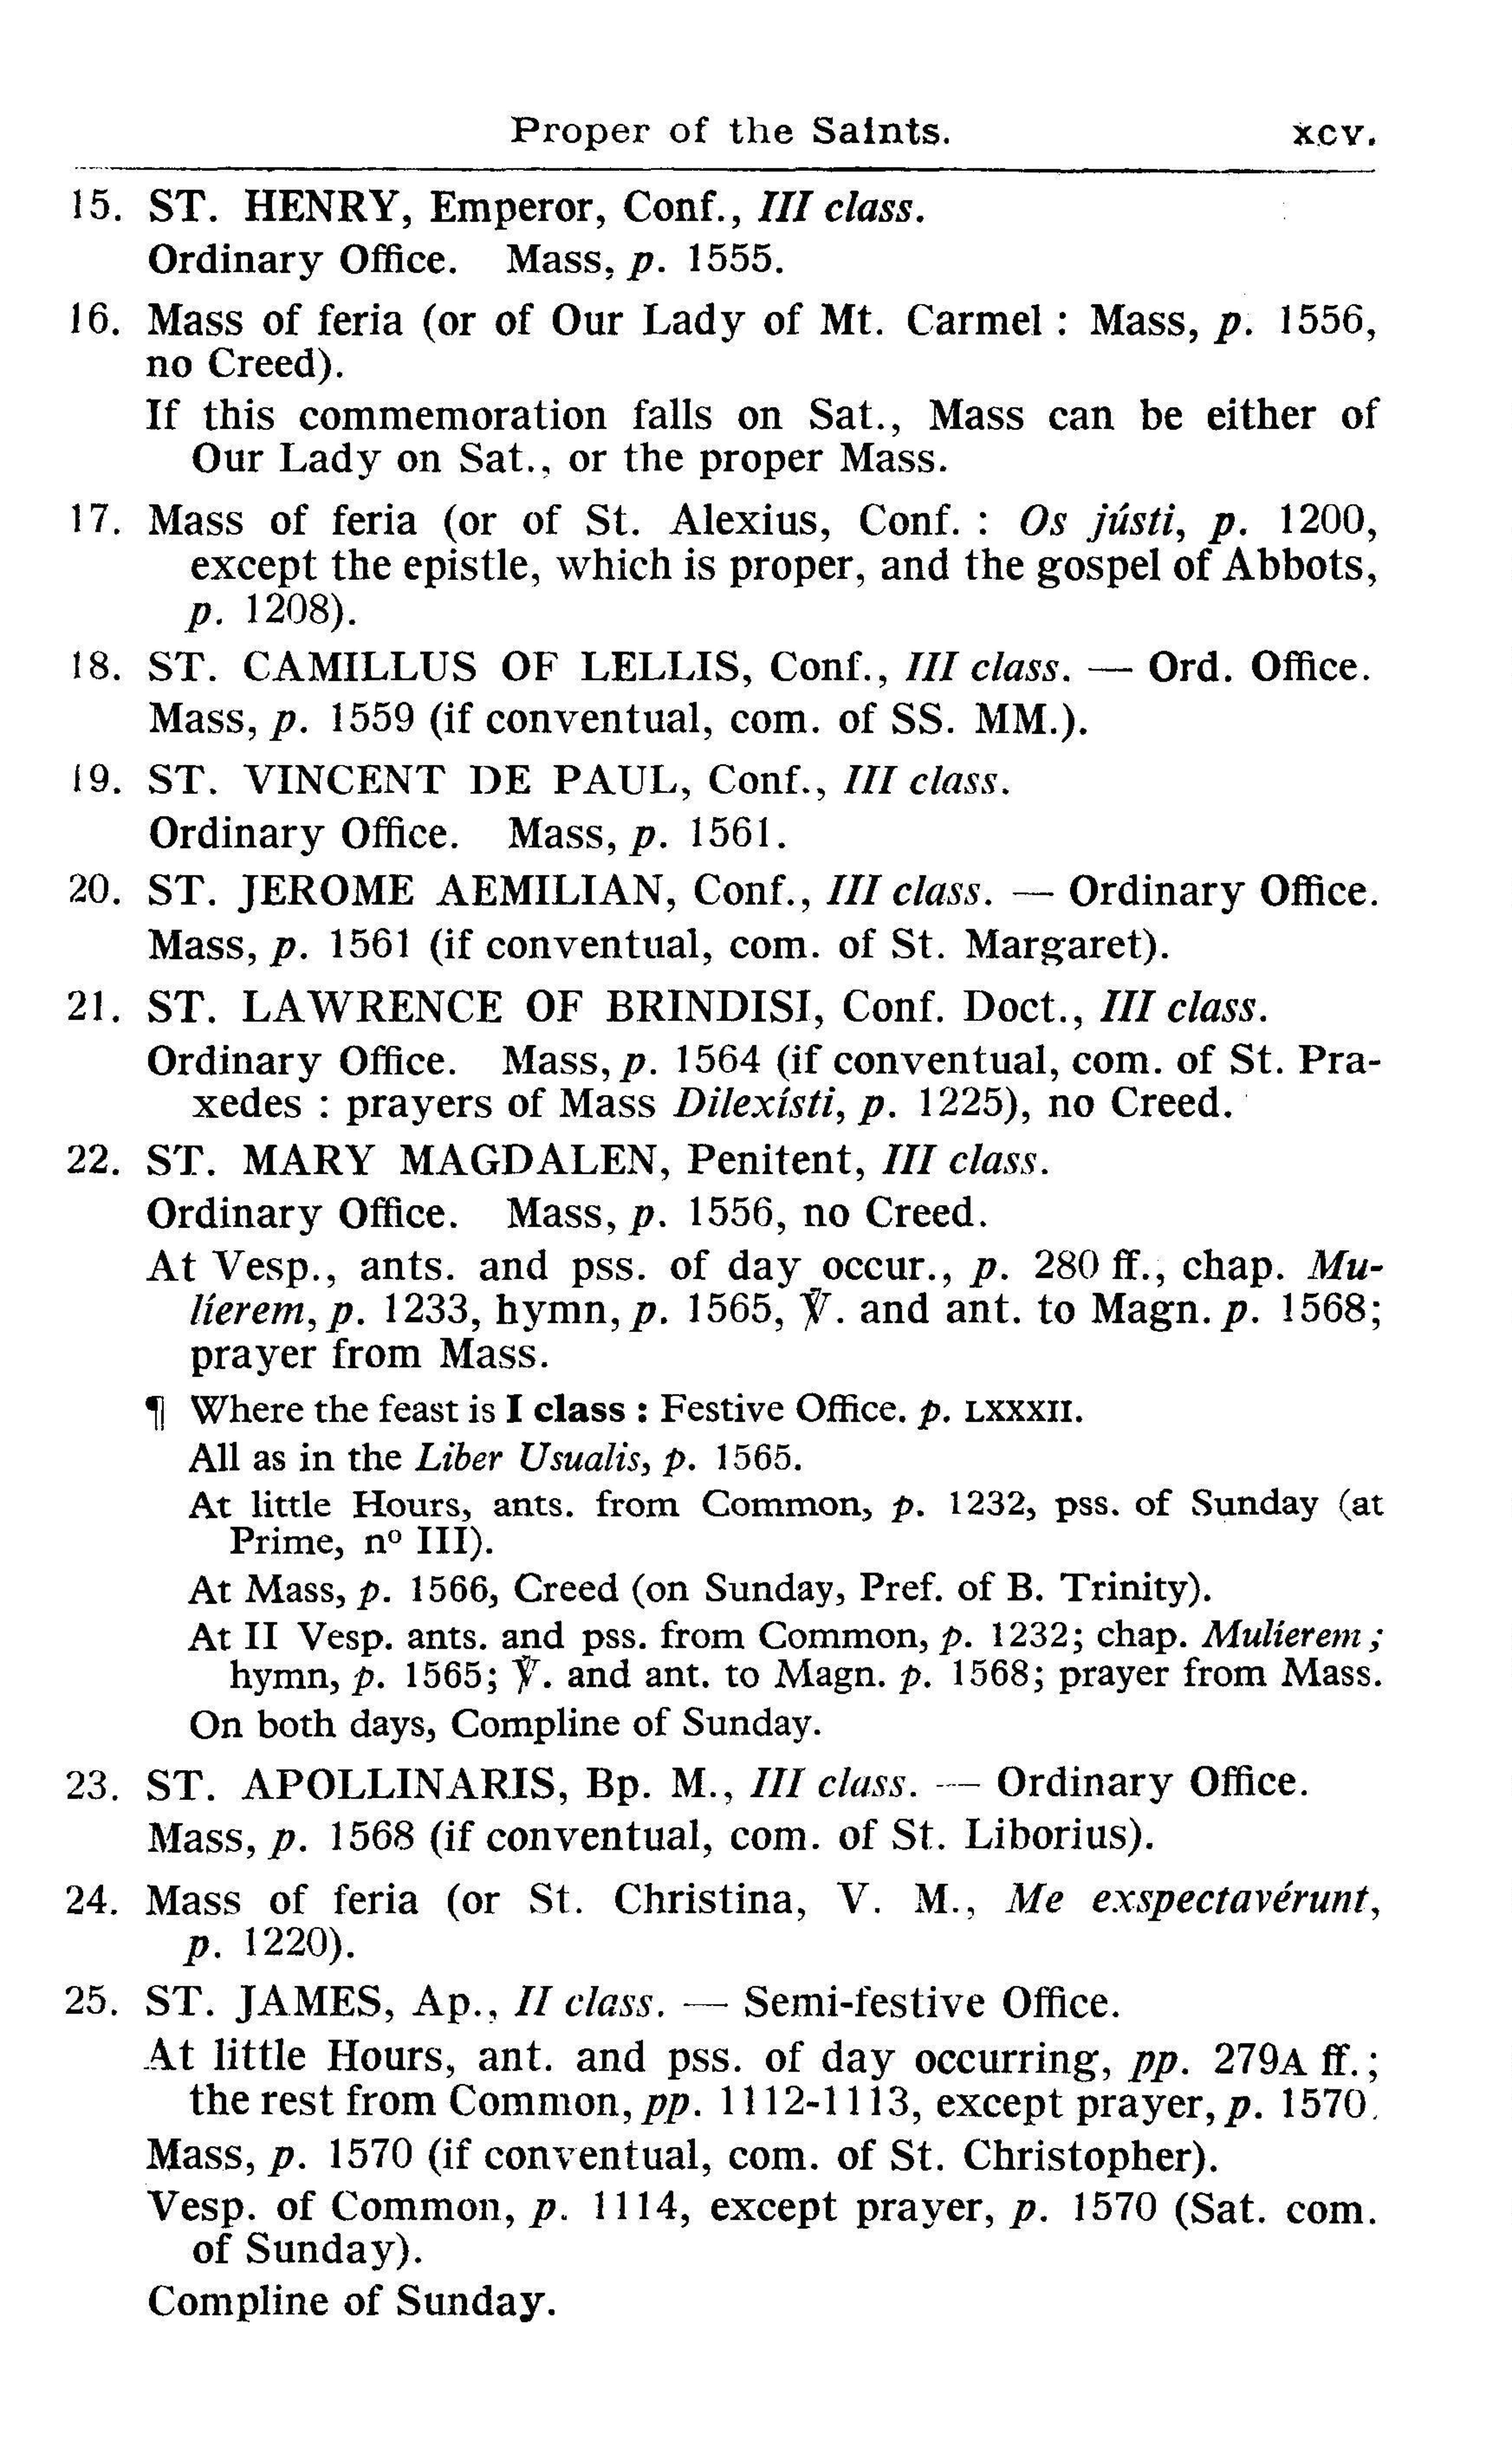 Proper of the Saints. xcv.
15. ST. HENRY, Emperor, Conf., III class.
Ordinary Office. Mass, p. 1555.
16. Mass of feria (or of Our Lady of Mt. Carmel : Mass, p. 1556,
no Creed).
If this commemoration falls on Sat., Mass can be either of
Our Lady on Sat., or the proper Mass.
17. Mass of feria (or of St. Alexius, Conf. : Os jústi, p. 1200,
except the epistle, which is proper, and the gospel of Abbots,
p. 1208).
18. ST. CAMILLUS OF LELLIS, Conf., III class. — Ord. Office.
Mass, p. 1559 (if conventual, com. of SS. MM.).
19. ST. VINCENT DE PAUL, Conf., III class.
Ordinary Office. Mass, p. 1561.
20. ST. JEROME AEMILIAN, Conf., III class. — Ordinary Office.
Mass, p. 1561 (if conventual, com. of St. Margaret).
21. ST. LAWRENCE OF BRINDISI, Conf. Doct., III class.
Ordinary Office. Mass, p. 1564 (if conventual, com. of St. Pra-
xedes : prayers of Mass Dilexísti, p. 1225), no Creed.
22. ST. MARY MAGDALEN, Penitent, III class.
Ordinary Office. Mass, p. 1556, no Creed.
At Vesp., ants. and pss. of day occur., p. 280 ff., chap. Mu-
líerem, p. 1233, hymn, p. 1565, ℣. and ant. to Magn. p. 1568;
prayer from Mass.
¶ Where the feast is I class : Festive Office. p. LXXXII.
All as in the Liber Usualis, p. 1565.
At little Hours, ants. from Common, p. 1232, pss. of Sunday (at
Prime, nº III).
At Mass, p. 1566, Creed (on Sunday, Pref. of B. Trinity).
At II Vesp. ants. and pss. from Common, p. 1232; chap. Mulíerem ;
hymn, p. 1565; ℣. and ant. to Magn. p. 1568; prayer from Mass.
On both days, Compline of Sunday.
23. ST. APOLLINARIS, Bp. M., III class. — Ordinary Office.
Mass, p. 1568 (if conventual, com. of St. Liborius).
24. Mass of feria (or St. Christina, V. M., Me exspectavérunt,
p. 1220).
25. ST. JAMES, Ap., II class. — Semi-festive Office.
At little Hours, ant. and pss. of day occurring, pp. 279A ff. ;
the rest from Common, pp. 1112-1113, except prayer, p. 1570.
Mass, p. 1570 (if conventual, com. of St. Christopher).
Vesp. of Common, p. 1114, except prayer, p. 1570 (Sat. com.
of Sunday).
Compline of Sunday.